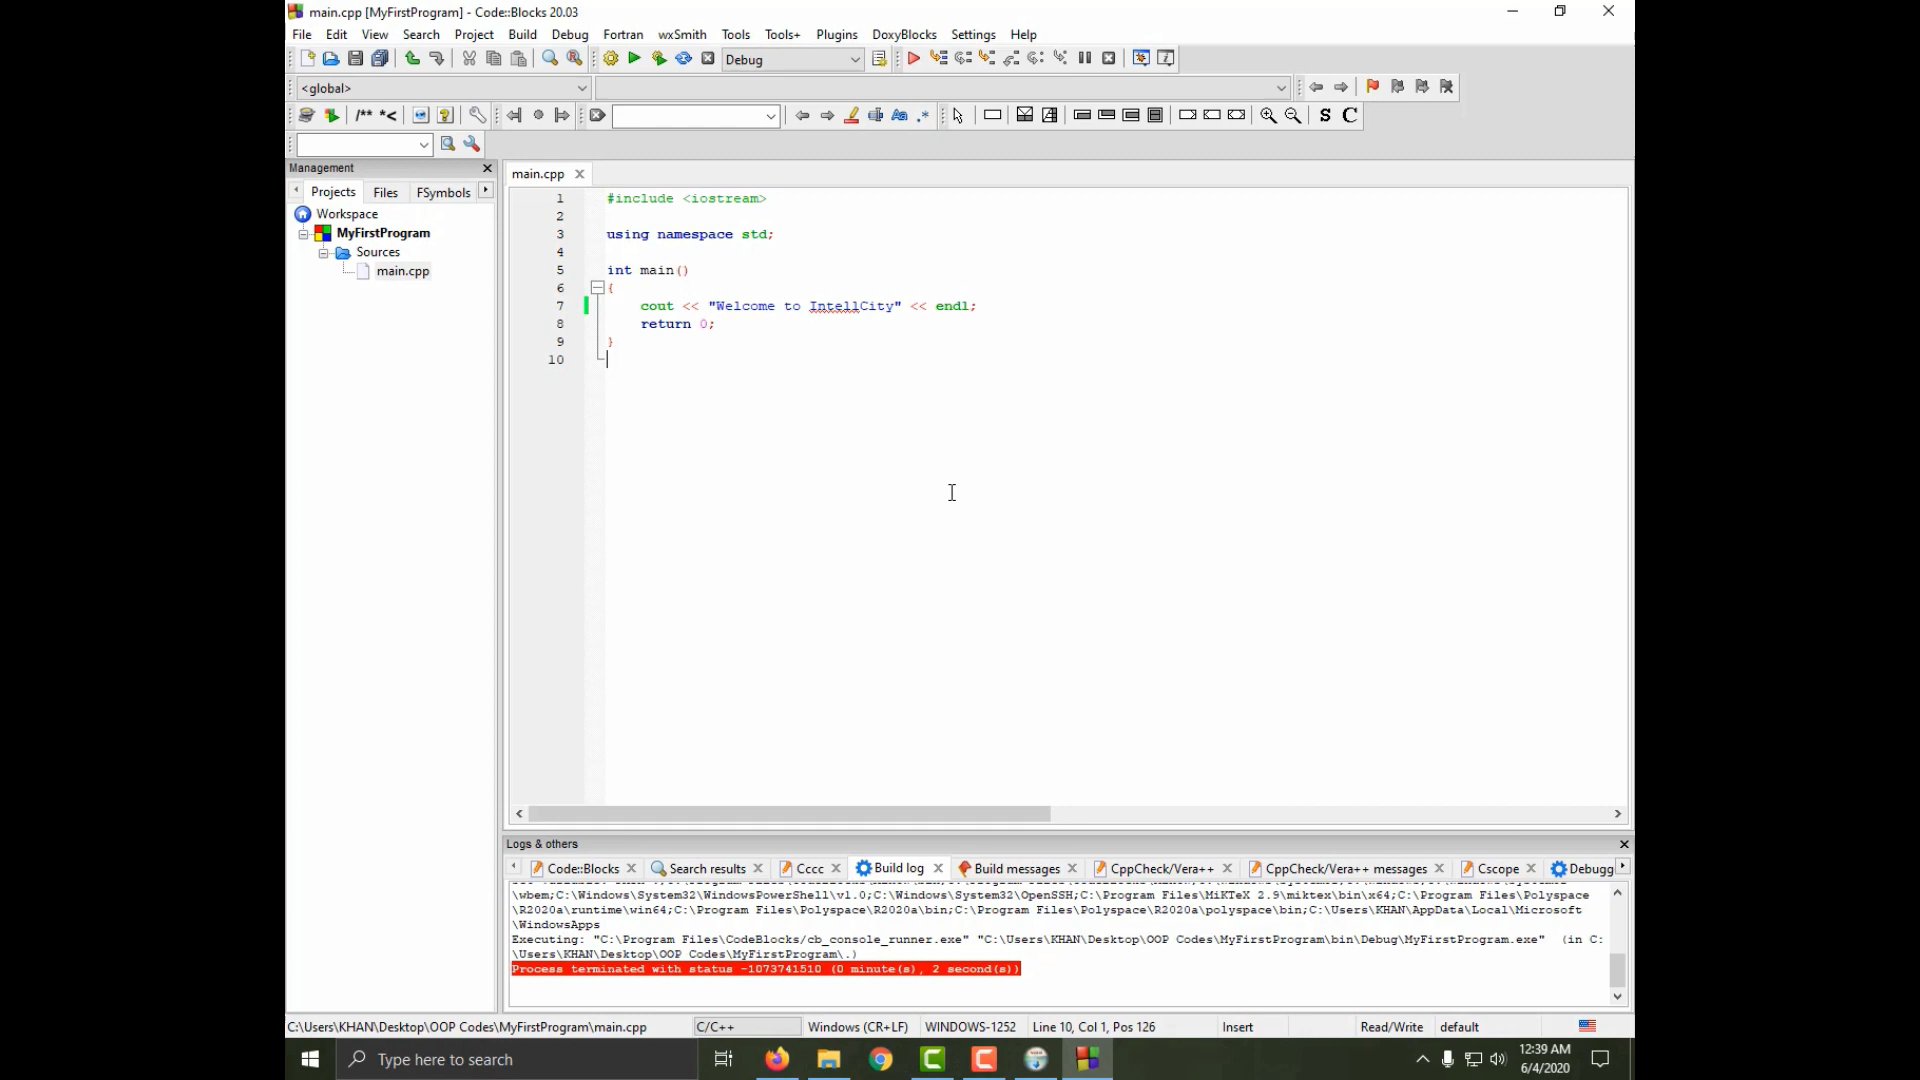 main.cpp [MyFirstProgram] - Code::Blocks 20.03
File Edit View Search Project Build Debug Fortran wxSmith Tools Tools+ Plugins DoxyBlocks Settings Help
Debug
<global>
/** *<
S C
Management
Projects Files FSymbols
Workspace
MyFirstProgram
Sources
main.cpp
main.cpp
1 #include <iostream>
2
3 using namespace std;
4
5 int main()
6 {
7 cout << "Welcome to IntellCity" << endl;
8 return 0;
9 }
10
Logs & others
Code::Blocks Search results Cccc Build log Build messages CppCheck/Vera++ CppCheck/Vera++ messages Cscope Debugg
\wbem;C:\Windows\System32\WindowsPowerShell\v1.0;C:\Windows\System32\OpenSSH;C:\Program Files\MiKTeX 2.9\miktex\bin\x64;C:\Program Files\Polyspace
\R2020a\runtime\win64;C:\Program Files\Polyspace\R2020a\bin;C:\Program Files\Polyspace\R2020a\polyspace\bin;C:\Users\KHAN\AppData\Local\Microsoft
\WindowsApps
Executing: "C:\Program Files\CodeBlocks/cb_console_runner.exe" "C:\Users\KHAN\Desktop\OOP Codes\MyFirstProgram\bin\Debug\MyFirstProgram.exe" (in C:
\Users\KHAN\Desktop\OOP Codes\MyFirstProgram\.)
Process terminated with status -1073741510 (0 minute(s), 2 second(s))
C:\Users\KHAN\Desktop\OOP Codes\MyFirstProgram\main.cpp C/C++ Windows (CR+LF) WINDOWS-1252 Line 10, Col 1, Pos 126 Insert Read/Write default
Type here to search
12:39 AM
6/4/2020